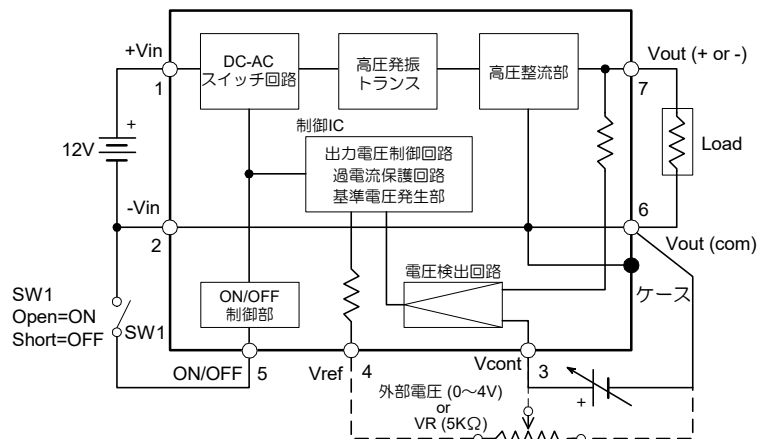 +Vin
1
DC-AC
スイッチ回路
高圧発振
トランス
高圧整流部
Vout (+ or -)
7
制御IC
出力電圧制御回路
過電流保護回路
基準電圧発生部
+
12V
Load
-Vin
2
6
Vout (com)
電圧検出回路
ケース
SW1
Open=ON
Short=OFF
SW1
ON/OFF
制御部
ON/OFF
5
Vref
4
Vcont
3
外部電圧 (0～4V)
or
VR (5KΩ)
+